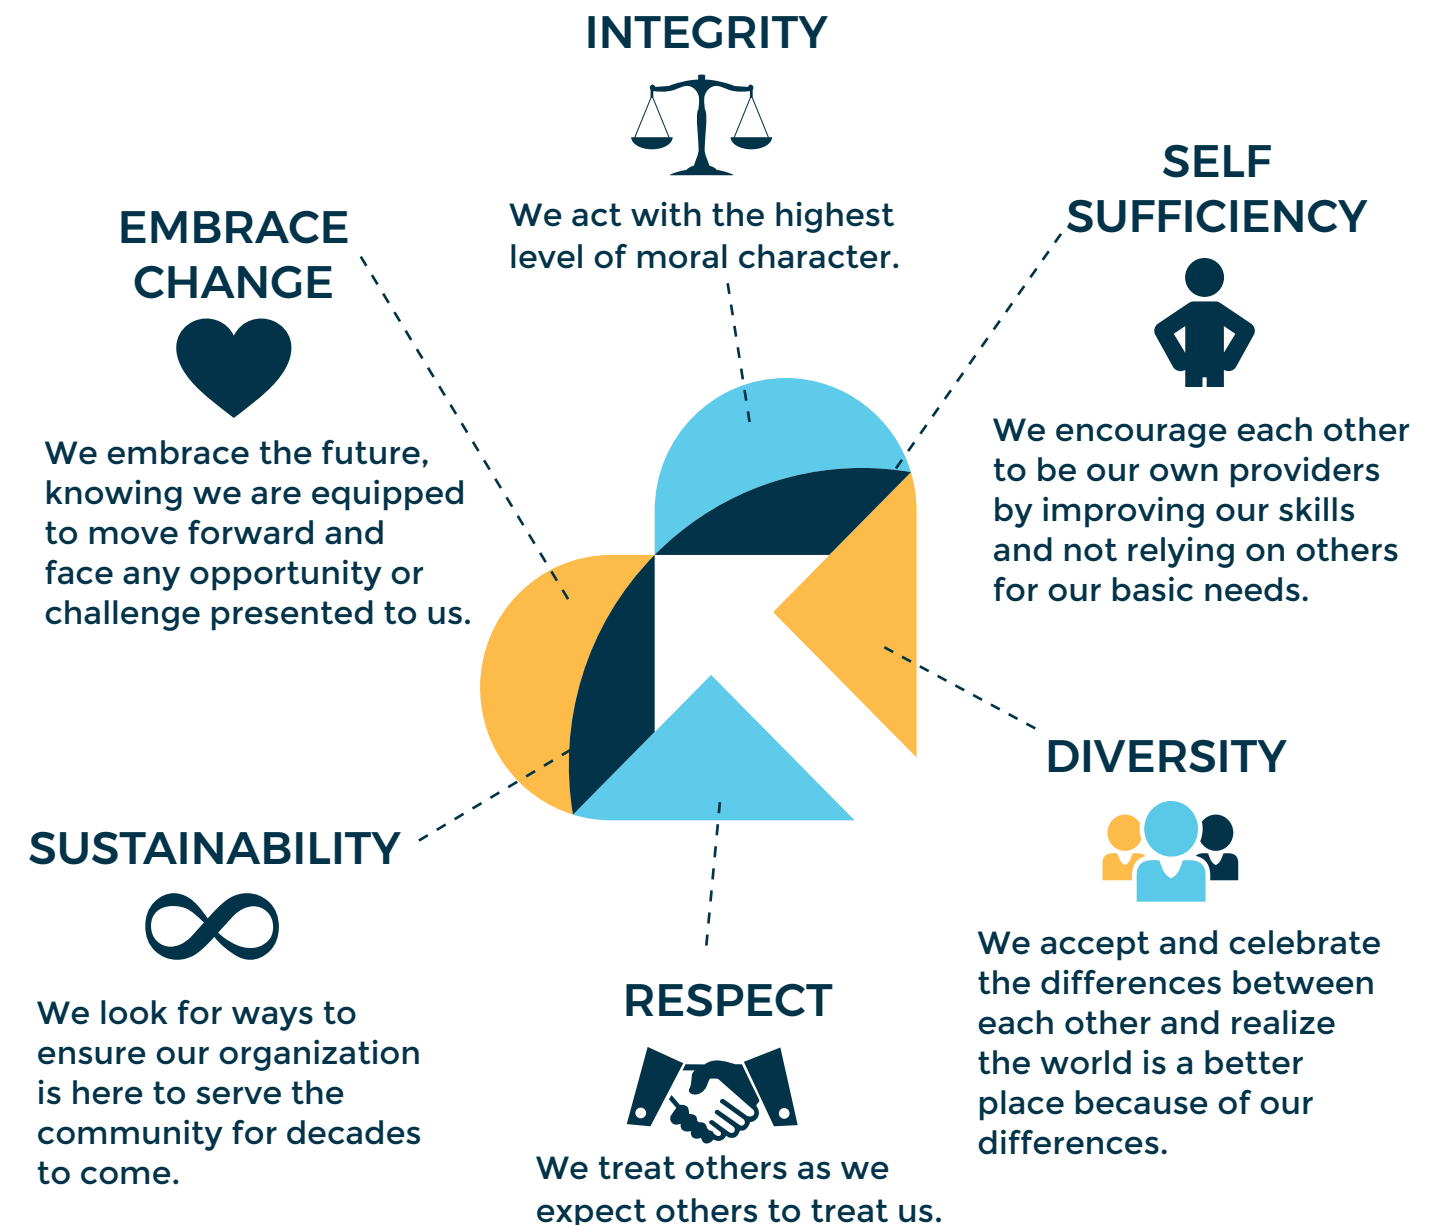 INTEGRITY
We act with the highest
level of moral character.
SELF
SUFFICIENCY
We encourage each other
to be our own providers
by improving our skills
and not relying on others
for our basic needs.
EMBRACE
CHANGE
We embrace the future,
knowing we are equipped
to move forward and
face any opportunity or
challenge presented to us.
DIVERSITY
We accept and celebrate
the differences between
each other and realize
the world is a better
place because of our
differences.
SUSTAINABILITY
We look for ways to
ensure our organization
is here to serve the
community for decades
to come.
RESPECT
We treat others as we
expect others to treat us.